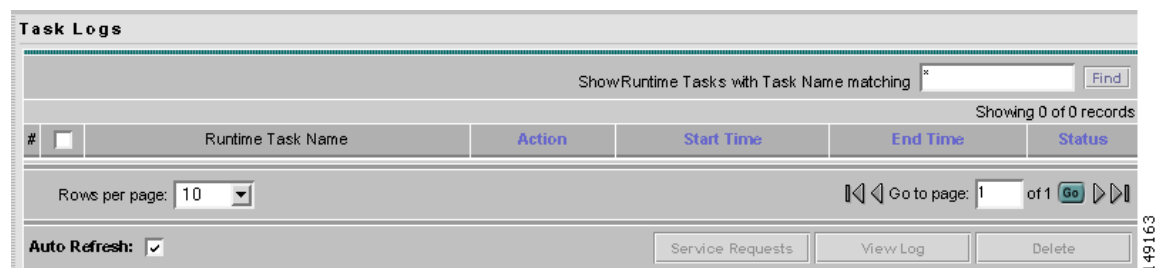 Task Logs
Show Runtime Tasks with Task Name matching * Find
Showing 0 of 0 records
# Runtime Task Name Action Start Time End Time Status
Rows per page: 10 Go to page: 1 of 1 Go
Auto Refresh: Service Requests View Log Delete
149163